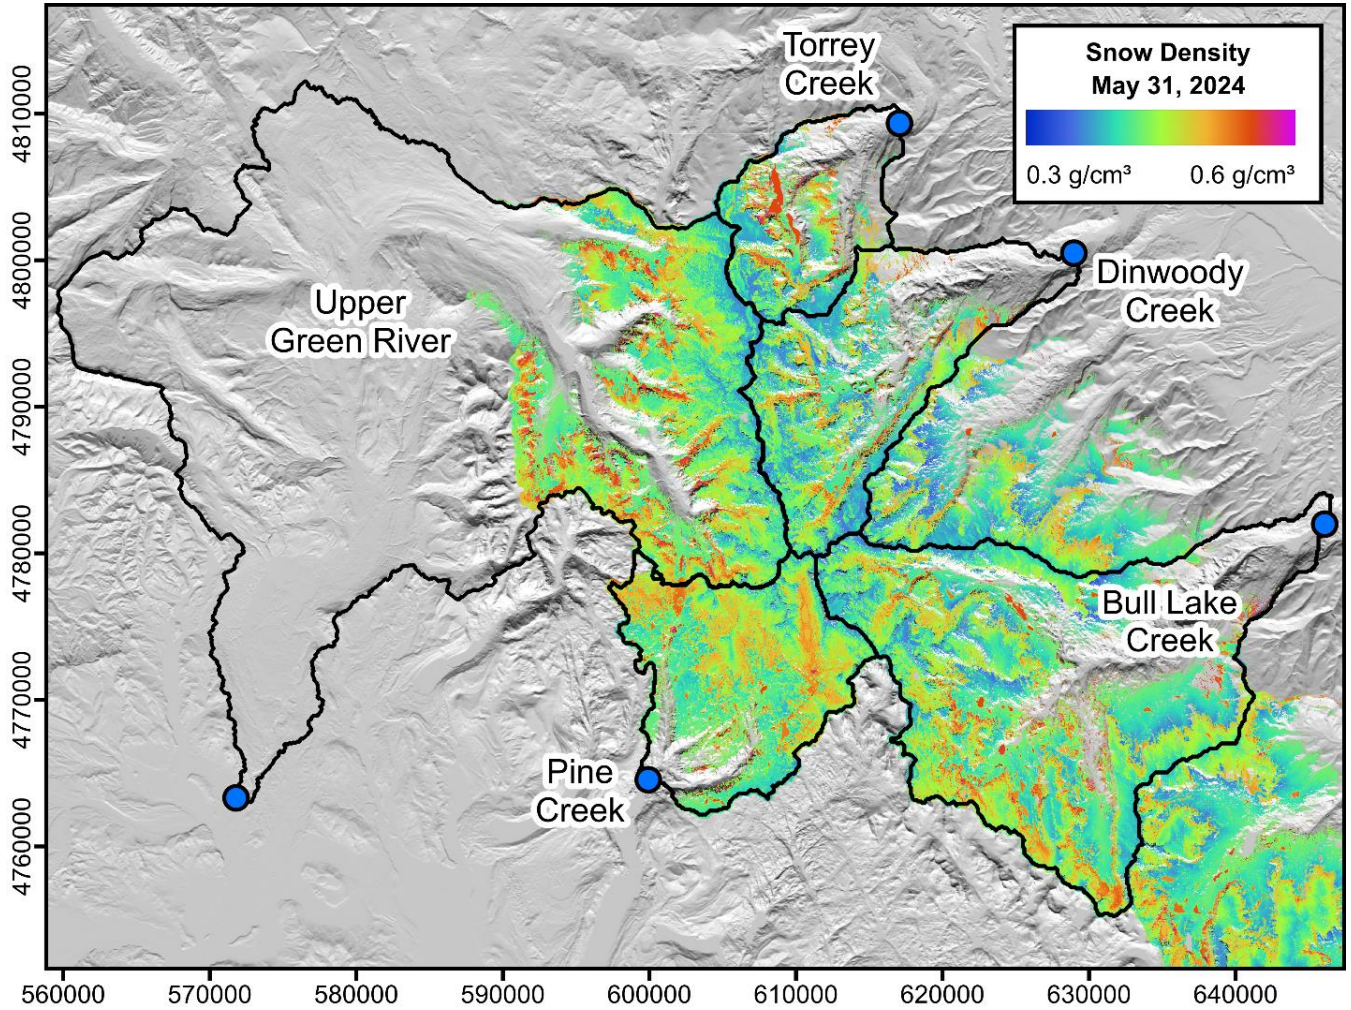 Snow Density
May 31, 2024
0.3 g/cm³ 0.6 g/cm³
Torrey
Creek
Dinwoody
Creek
Upper
Green River
Bull Lake
Creek
Pine
Creek
4810000
4800000
4790000
4780000
4770000
4760000
560000 570000 580000 590000 600000 610000 620000 630000 640000